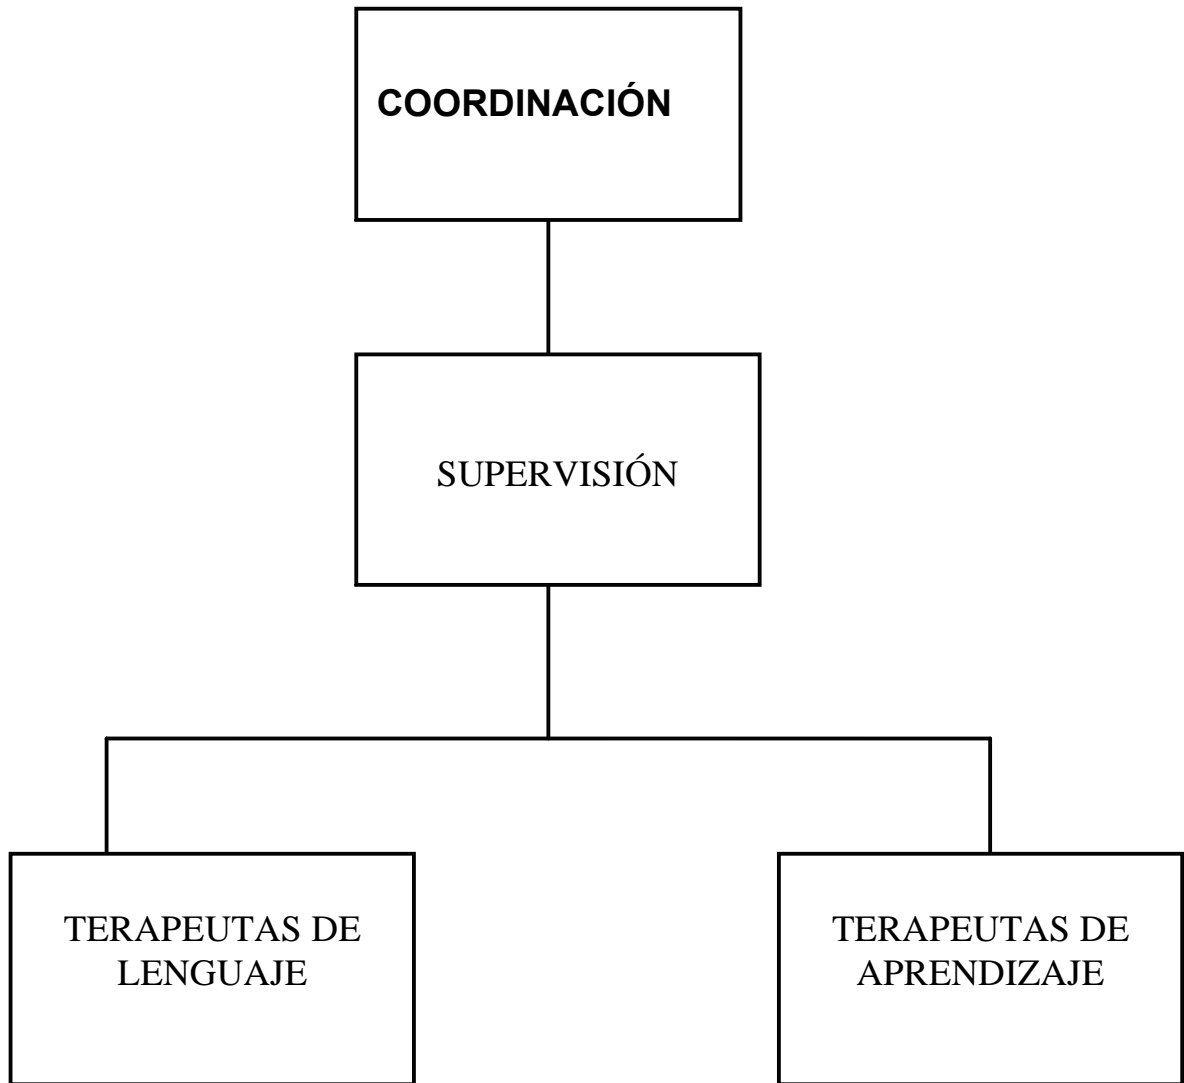 COORDINACIÓN
SUPERVISIÓN
TERAPEUTAS DE
LENGUAJE
TERAPEUTAS DE
APRENDIZAJE